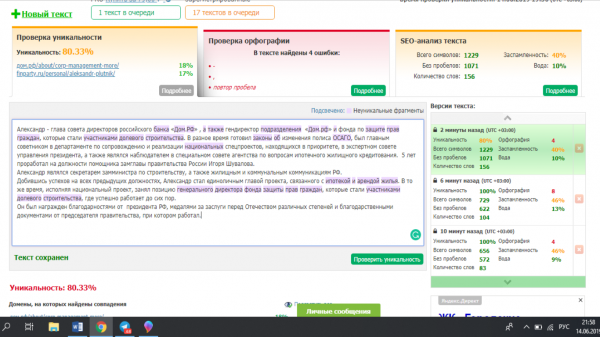 Новый текст
1 текст в очереди
17 текстов в очереди
Проверка уникальности
Уникальность: 80.33%
дом.рф/about/corp-management-more/ 18%
finparty.ru/personal/aleksandr-plutnik/ 17%
Подробнее
Проверка орфографии
В тексте найдены 4 ошибки:
повтор пробела
Подробнее
SEO-анализ текста
Всего символов: 1229
Без пробелов: 1071
Количество слов: 156
Заспамленность: 40%
Вода: 10%
Подробнее
Подсвечено: Неуникальные фрагменты
Александр - глава совета директоров российского банка «Дом.РФ» , а также гендиректор подразделения «Дом.рф» и фонда по защите прав
граждан, которые стали участниками долевого строительства. В разное время готовил законы об изменения полиса ОСАГО, был главным
советником в департаменте по сопровождению и реализации национальных спецпроектов, находящихся в приоритете, в экспертном совете
управления президента, а также являлся наблюдателем в специальном совете агентство по вопросам ипотечного жилищного кредитования. 5 лет
проработал на должности помощника замглавы правительства России Игоря Шувалова.
Александр являлся секретарем замминистра по строительству, а также жилищным и коммунальным коммуникациям РФ.
Добившись успехов на всех предыдущих должностях, Александр стал единоличным главой проекта, связанного с ипотекой и арендой жилья. В то
же время, исполняя национальный проект, занял позицию генерального директора фонда защиты прав граждан, которые стали участниками
долевого строительства, где успешно работает до сих пор.
Он был награжден благодарностями от президента РФ, медалями за заслуги перед Отечеством различных степеней и благодарственными
документами от председателя правительства, при котором работал.
Текст сохранен
Проверить уникальность
Уникальность: 80.33%
Домены, на которых найдены совпадения
Личные сообщения
Версии текста:
2 минуты назад (UTC +03:00)
Уникальность 80% Орфография 4
Всего символов 1229 Заспамленность 40%
Без пробелов 1071 Вода 10%
Количество слов 156
6 минут назад (UTC +03:00)
Уникальность 100% Орфография 8
Всего символов 729 Заспамленность 46%
Без пробелов 622 Вода 13%
Количество слов 104
10 минут назад (UTC +03:00)
Уникальность 100% Орфография 4
Всего символов 656 Заспамленность 46%
Без пробелов 572 Вода 9%
Количество слов 83
Яндекс.Директ
РУС
21:58
14.06.2019